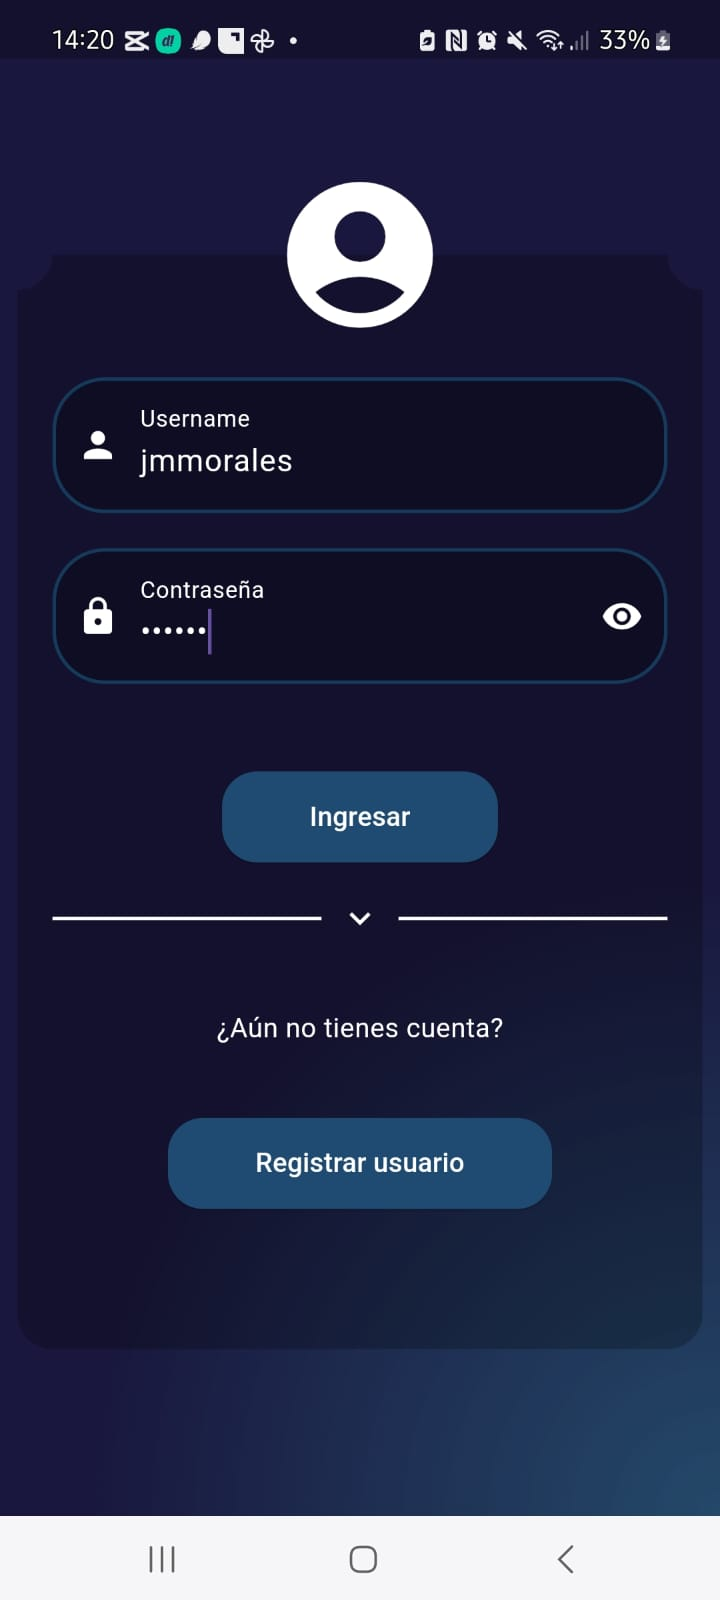 14:20
d!
33%
Username
jmmorales
Contraseña
••••••
Ingresar
¿Aún no tienes cuenta?
Registrar usuario